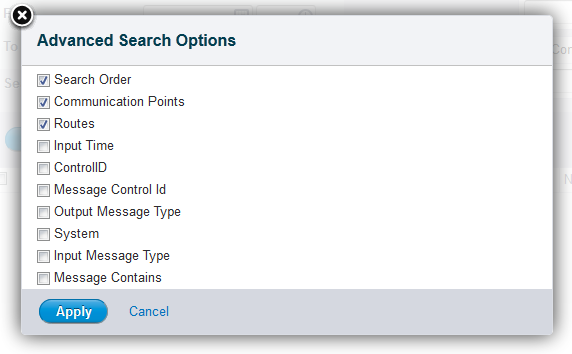 Advanced Search Options
Search Order
Communication Points
Routes
Input Time
ControlID
Message Control Id
Output Message Type
System
Input Message Type
Message Contains
Apply
Cancel